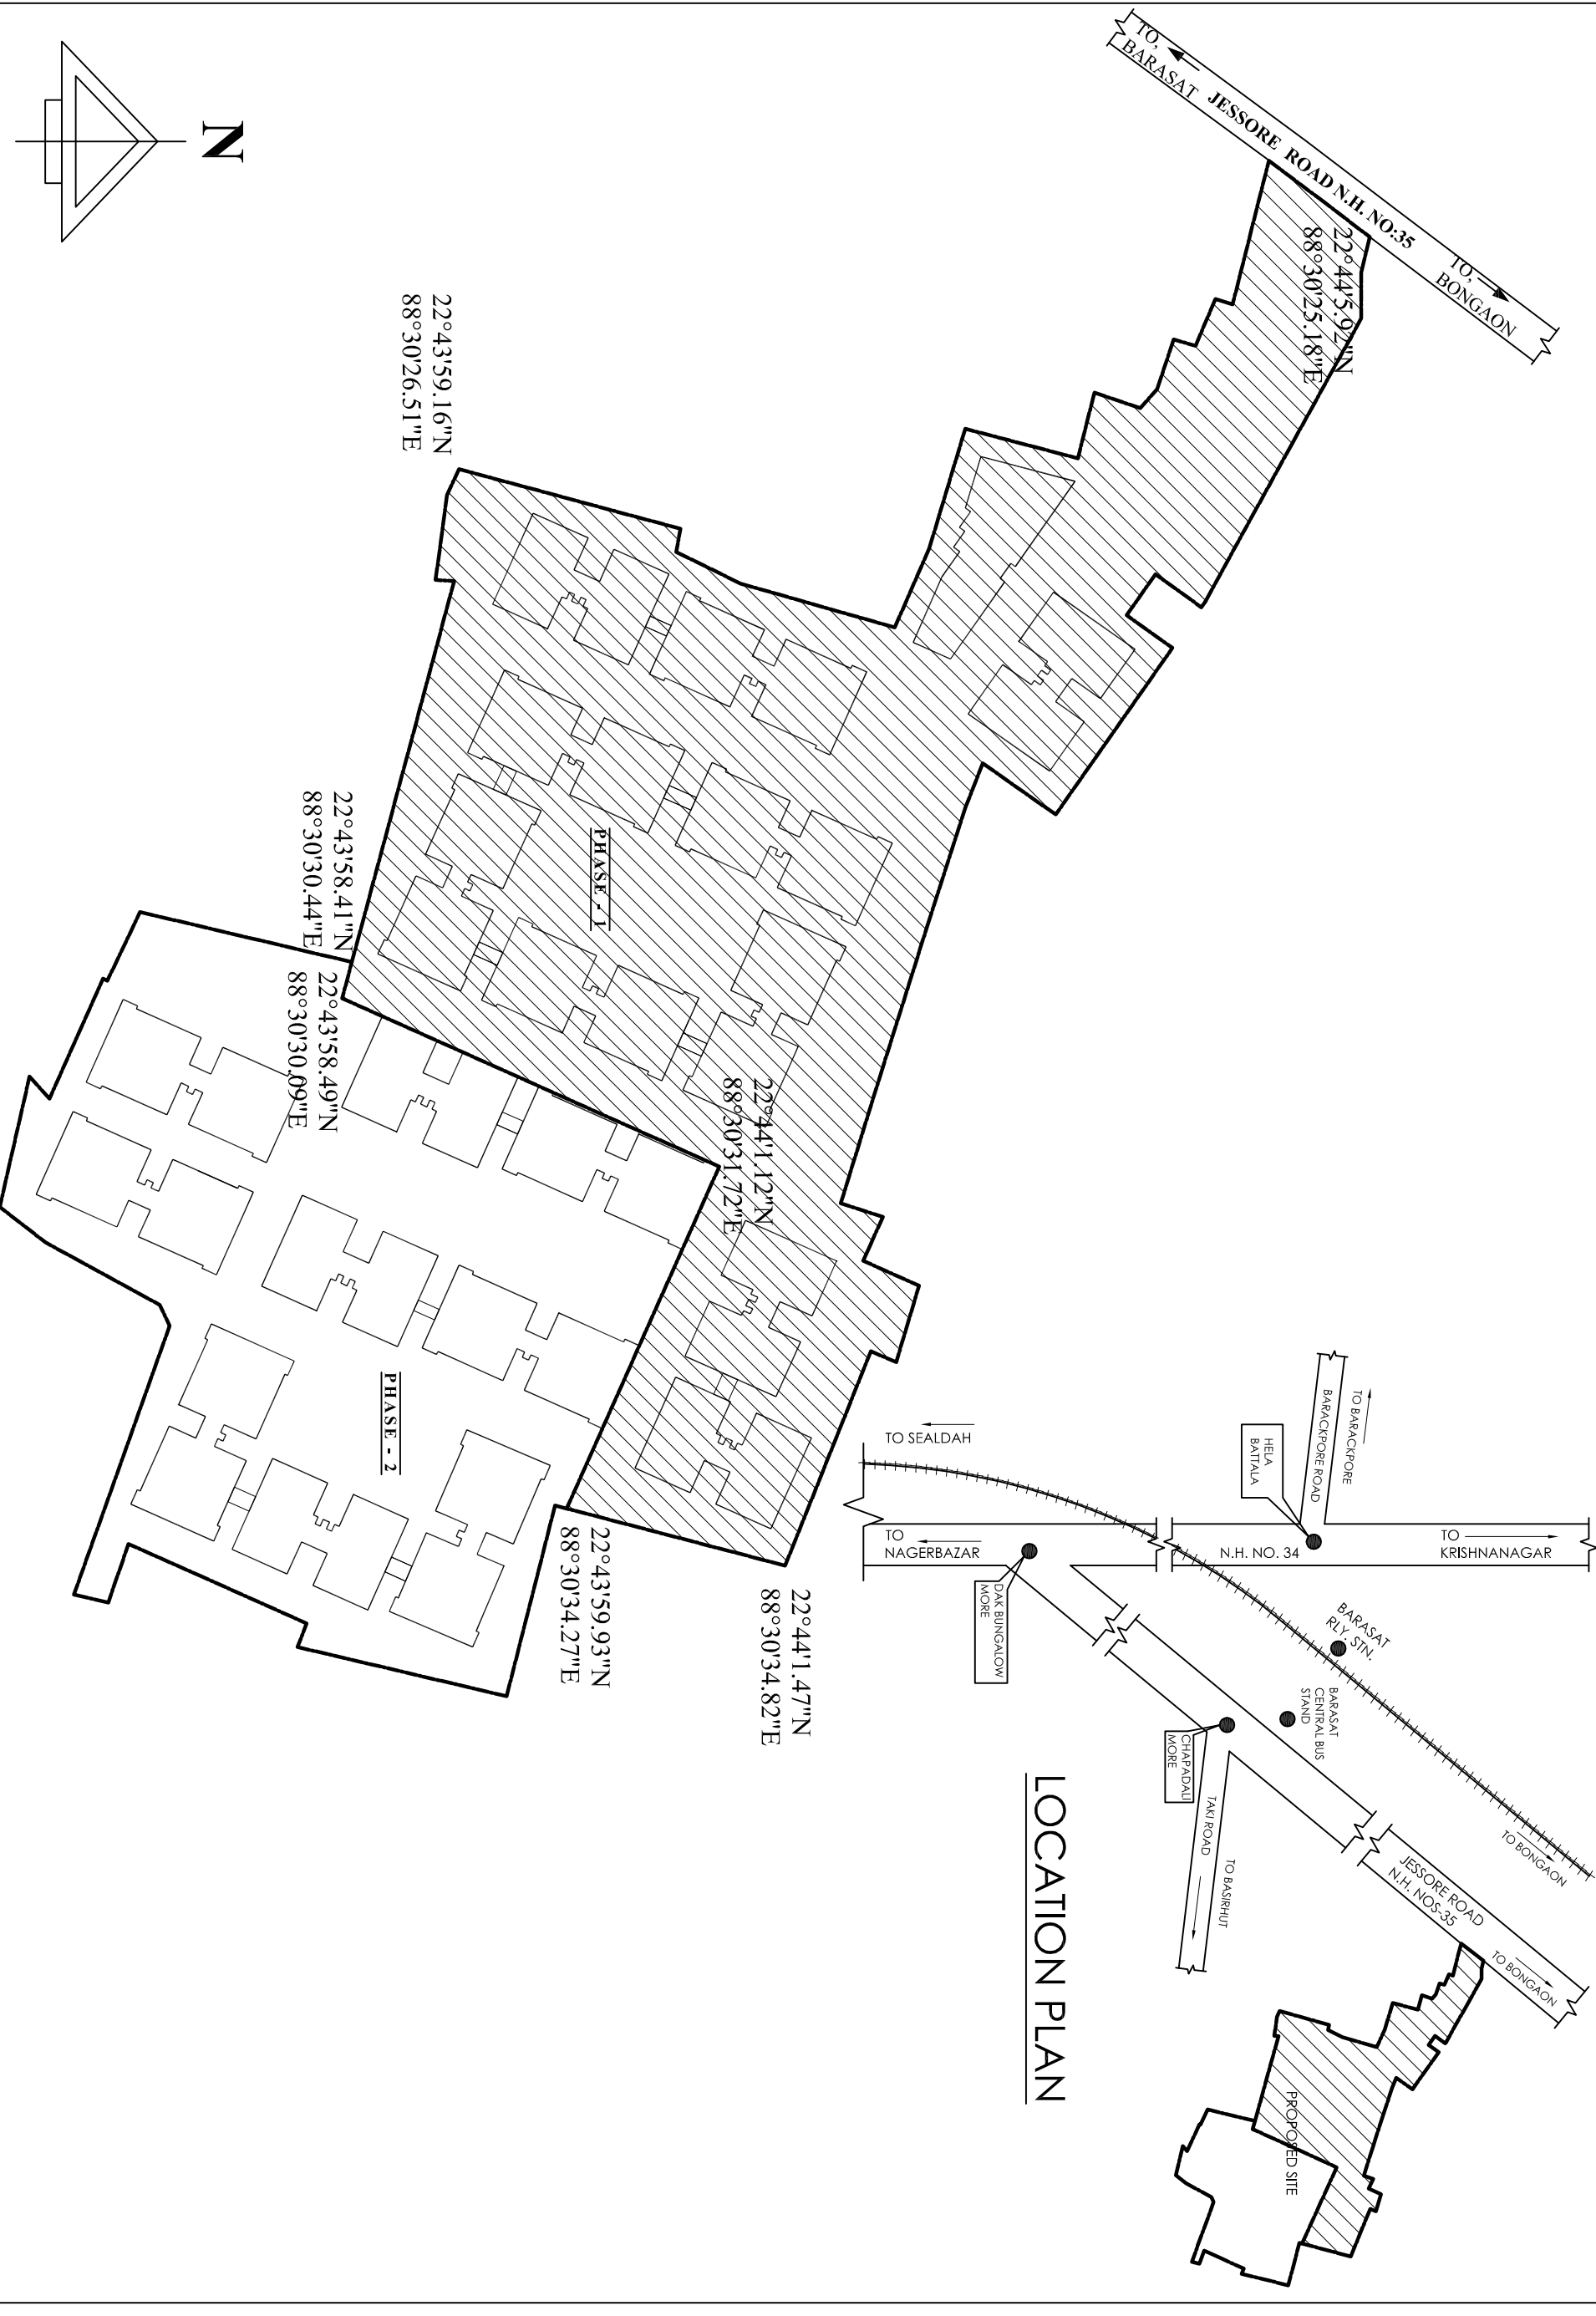 N
TO,
BARASAT
JESSORE ROAD N.H. NO:35
TO,
BONGAON
22°44'5.92"N
88°30'25.18"E
22°43'59.16"N
88°30'26.51"E
PHASE - 1
22°43'58.41"N
88°30'30.44"E
22°43'58.49"N
88°30'30.09"E
22°44'1.12"N
88°30'31.72"E
PHASE - 2
22°43'59.93"N
88°30'34.27"E
22°44'1.47"N
88°30'34.82"E
TO SEALDAH
TO
NAGERBAZAR
DAK BUNGALOW
MORE
HELA
BATTALA
BARACKPORE ROAD
TO BARACKPORE
N.H. NO. 34
TO
KRISHNANAGAR
BARASAT
RLY. STN.
BARASAT
CENTRAL BUS
STAND
CHAPADALI
MORE
TAKI ROAD
TO BASIRHUT
TO BONGAON
JESSORE ROAD
N.H. NOS-35
TO BONGAON
PROPOSED SITE
LOCATION PLAN